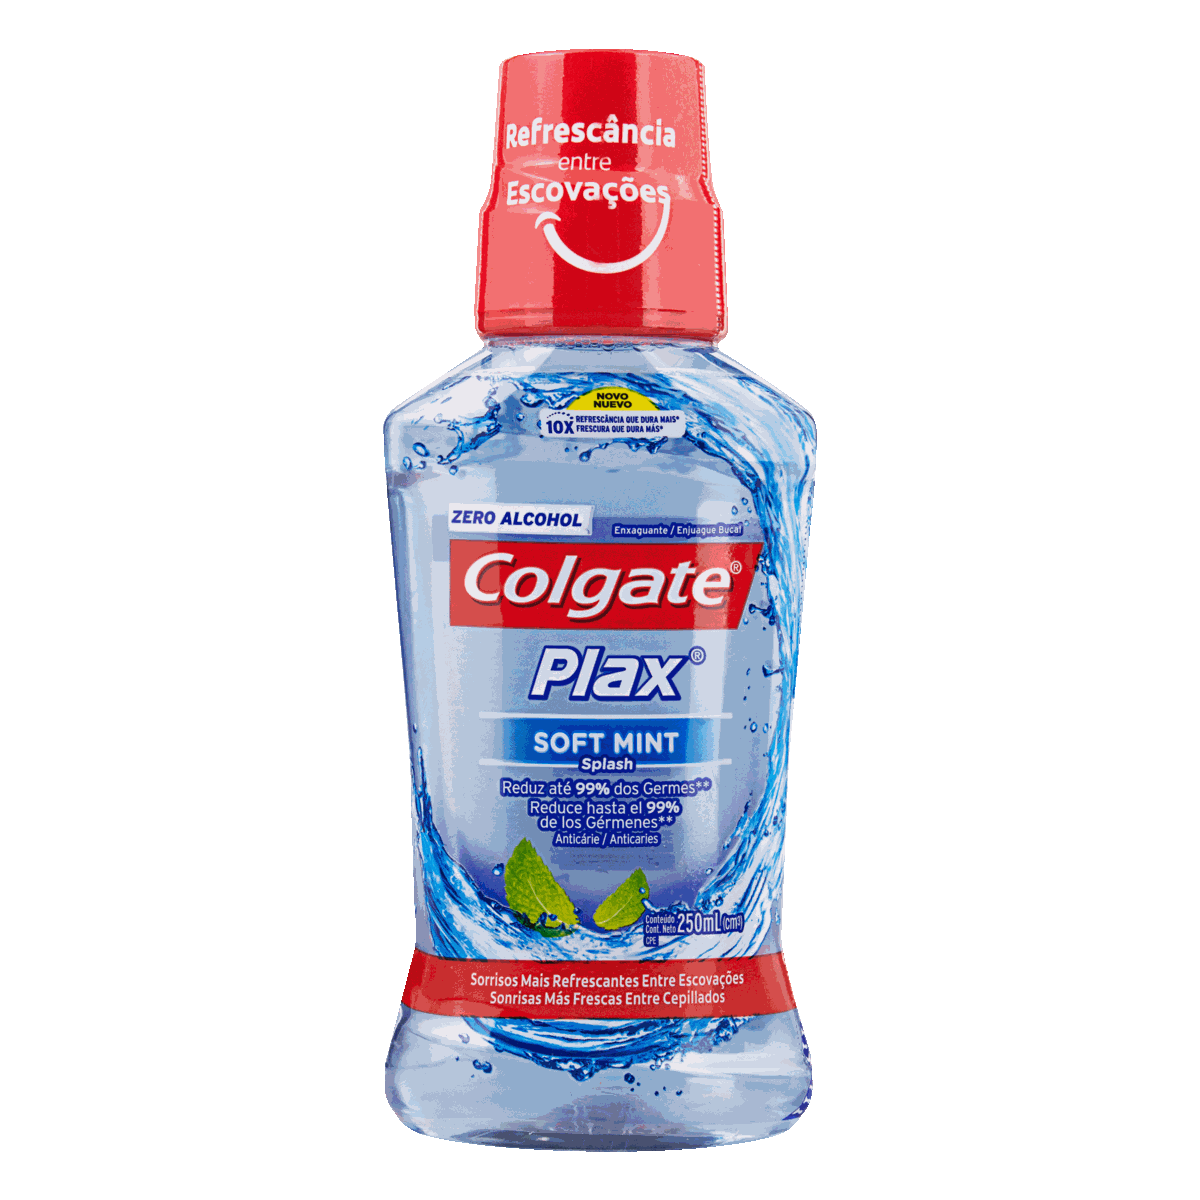 Refrescância
entre
Escovações
NOVO
NUEVO
10X REFRESCÂNCIA QUE DURA MAIS*
FRESCURA QUE DURA MÁS*
ZERO ALCOHOL
Enxaguante / Enjuague Bucal
Colgate®
Plax®
SOFT MINT
Splash
Reduz até 99% dos Germes**
Reduce hasta el 99%
de los Gérmenes**
Anticárie / Anticaries
Conteúdo
Cont. Neto 250mL (cm³)
CPE
Sorrisos Mais Refrescantes Entre Escovações
Sonrisas Más Frescas Entre Cepillados